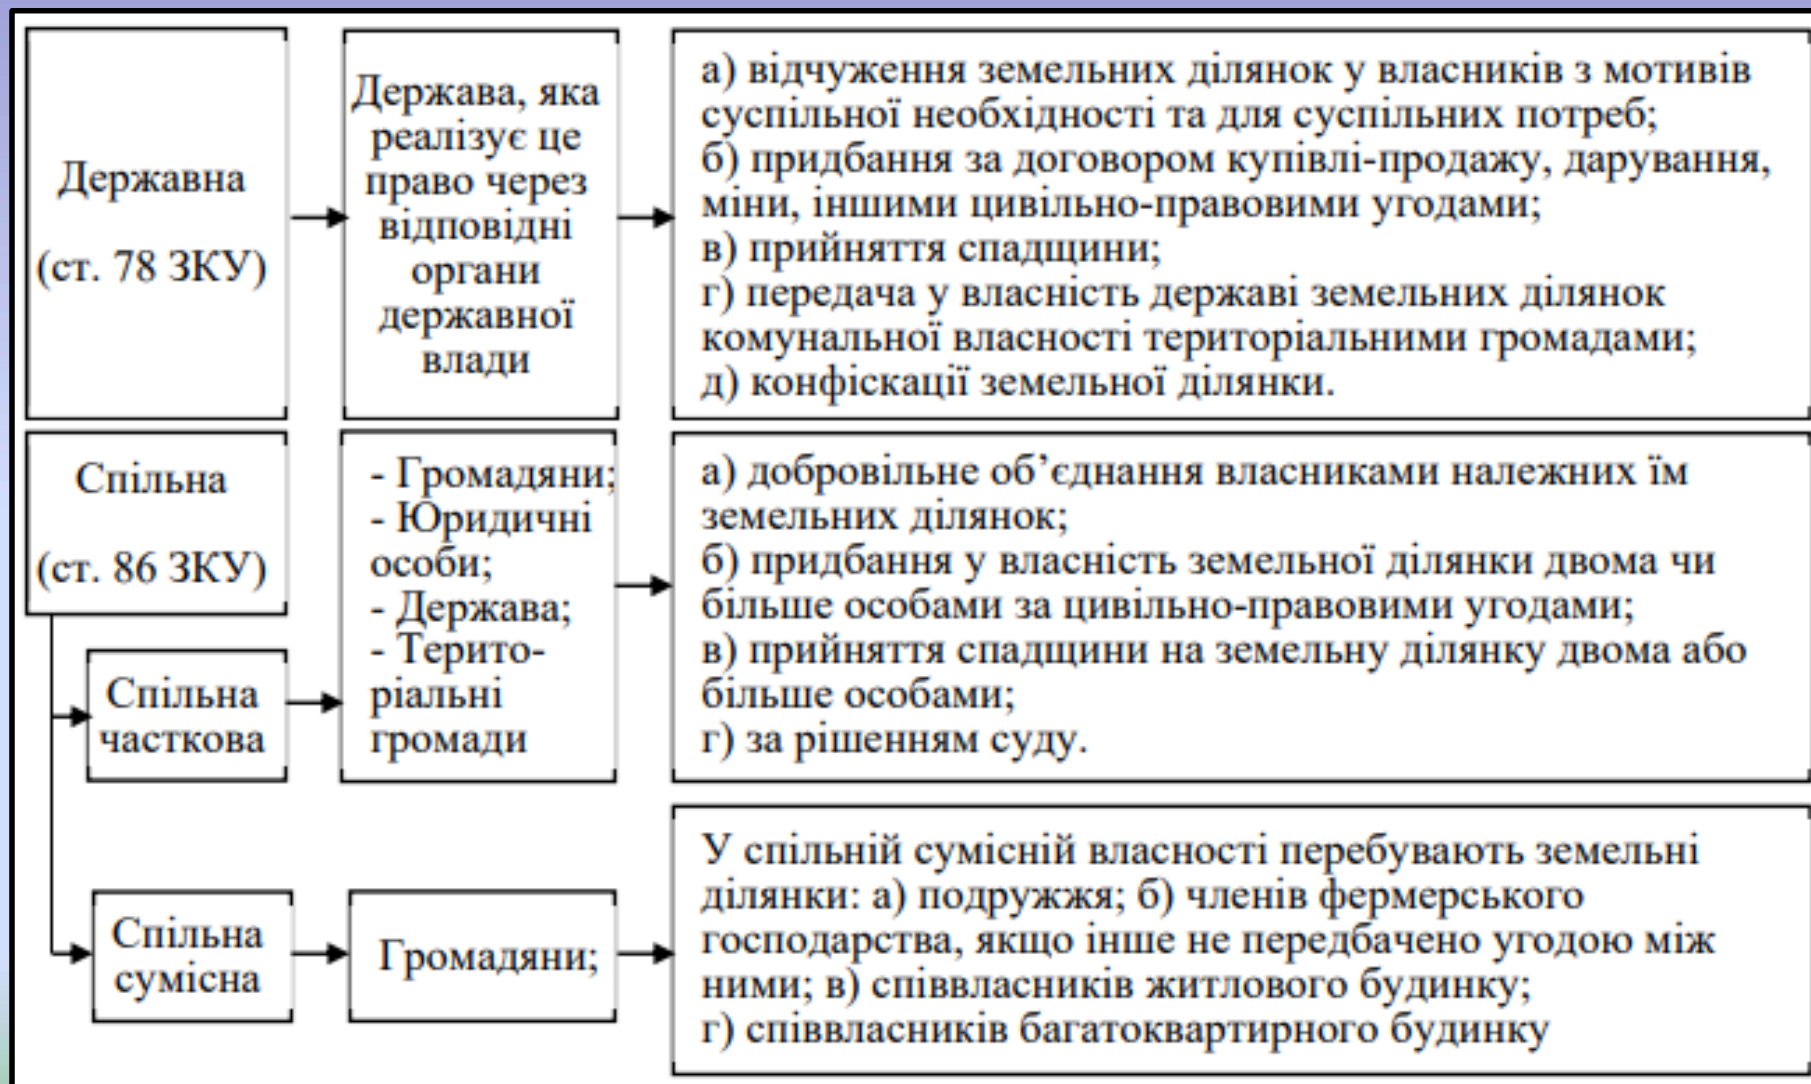 Державна
(ст. 78 ЗКУ)
Держава, яка
реалізує це
право через
відповідні
органи
державної
влади
а) відчуження земельних ділянок у власників з мотивів
суспільної необхідності та для суспільних потреб;
б) придбання за договором купівлі-продажу, дарування,
міни, іншими цивільно-правовими угодами;
в) прийняття спадщини;
г) передача у власність державі земельних ділянок
комунальної власності територіальними громадами;
д) конфіскації земельної ділянки.
Спільна
(ст. 86 ЗКУ)
Спільна
часткова
- Громадяни;
- Юридичні
особи;
- Держава;
- Терито-
ріальні
громади
а) добровільне об’єднання власниками належних їм
земельних ділянок;
б) придбання у власність земельної ділянки двома чи
більше особами за цивільно-правовими угодами;
в) прийняття спадщини на земельну ділянку двома або
більше особами;
г) за рішенням суду.
Спільна
сумісна
Громадяни;
У спільній сумісній власності перебувають земельні
ділянки: а) подружжя; б) членів фермерського
господарства, якщо інше не передбачено угодою між
ними; в) співвласників житлового будинку;
г) співвласників багатоквартирного будинку